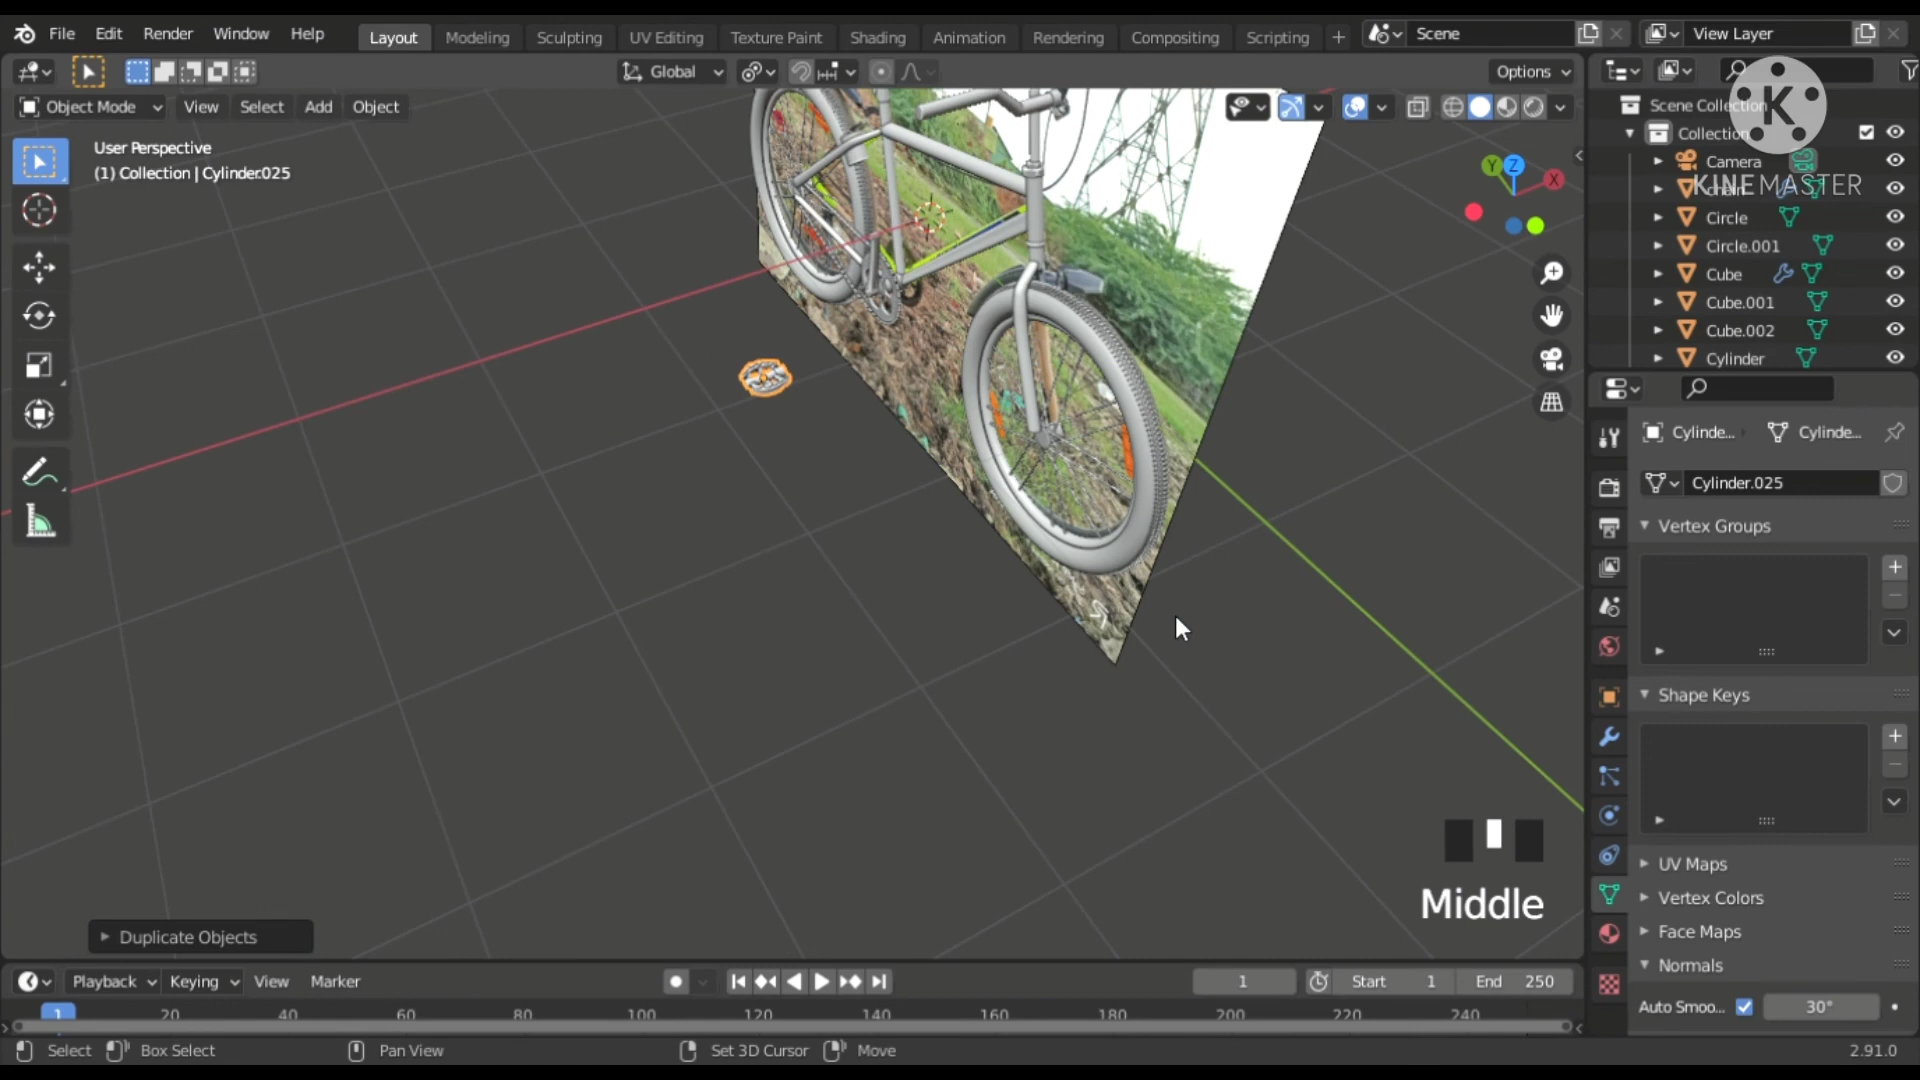 File Edit Render Window Help Layout Modeling Sculpting UV Editing Texture Paint Shading Animation Rendering Compositing Scripting + Scene View Layer
Global Options
Object Mode View Select Add Object
User Perspective
(1) Collection | Cylinder.025
Y Z X
Scene Collection
Collection
K
KINEMASTER
Camera
Circle
Circle.001
Cube
Cube.001
Cube.002
Cylinder
Cylinde... Cylinde...
Cylinder.025
Vertex Groups
Shape Keys
UV Maps
Vertex Colors
Face Maps
Normals
Auto Smoo... 30°
Middle
Duplicate Objects
Playback Keying View Marker 1 Start 1 End 250
1 20 40 60 80 100 120 140 160 180 200 220 240
Select Box Select Pan View Set 3D Cursor Move 2.91.0